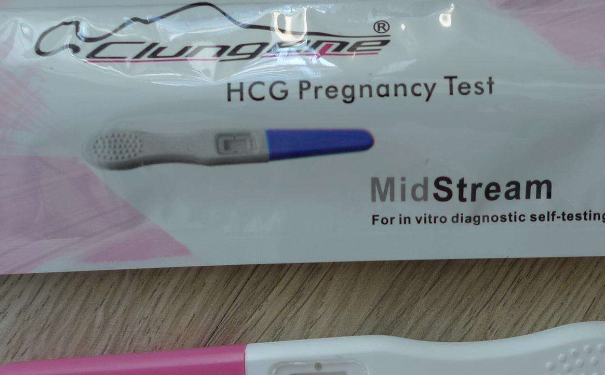 Clungene®
HCG Pregnancy Test
MidStream
For in vitro diagnostic self-testing